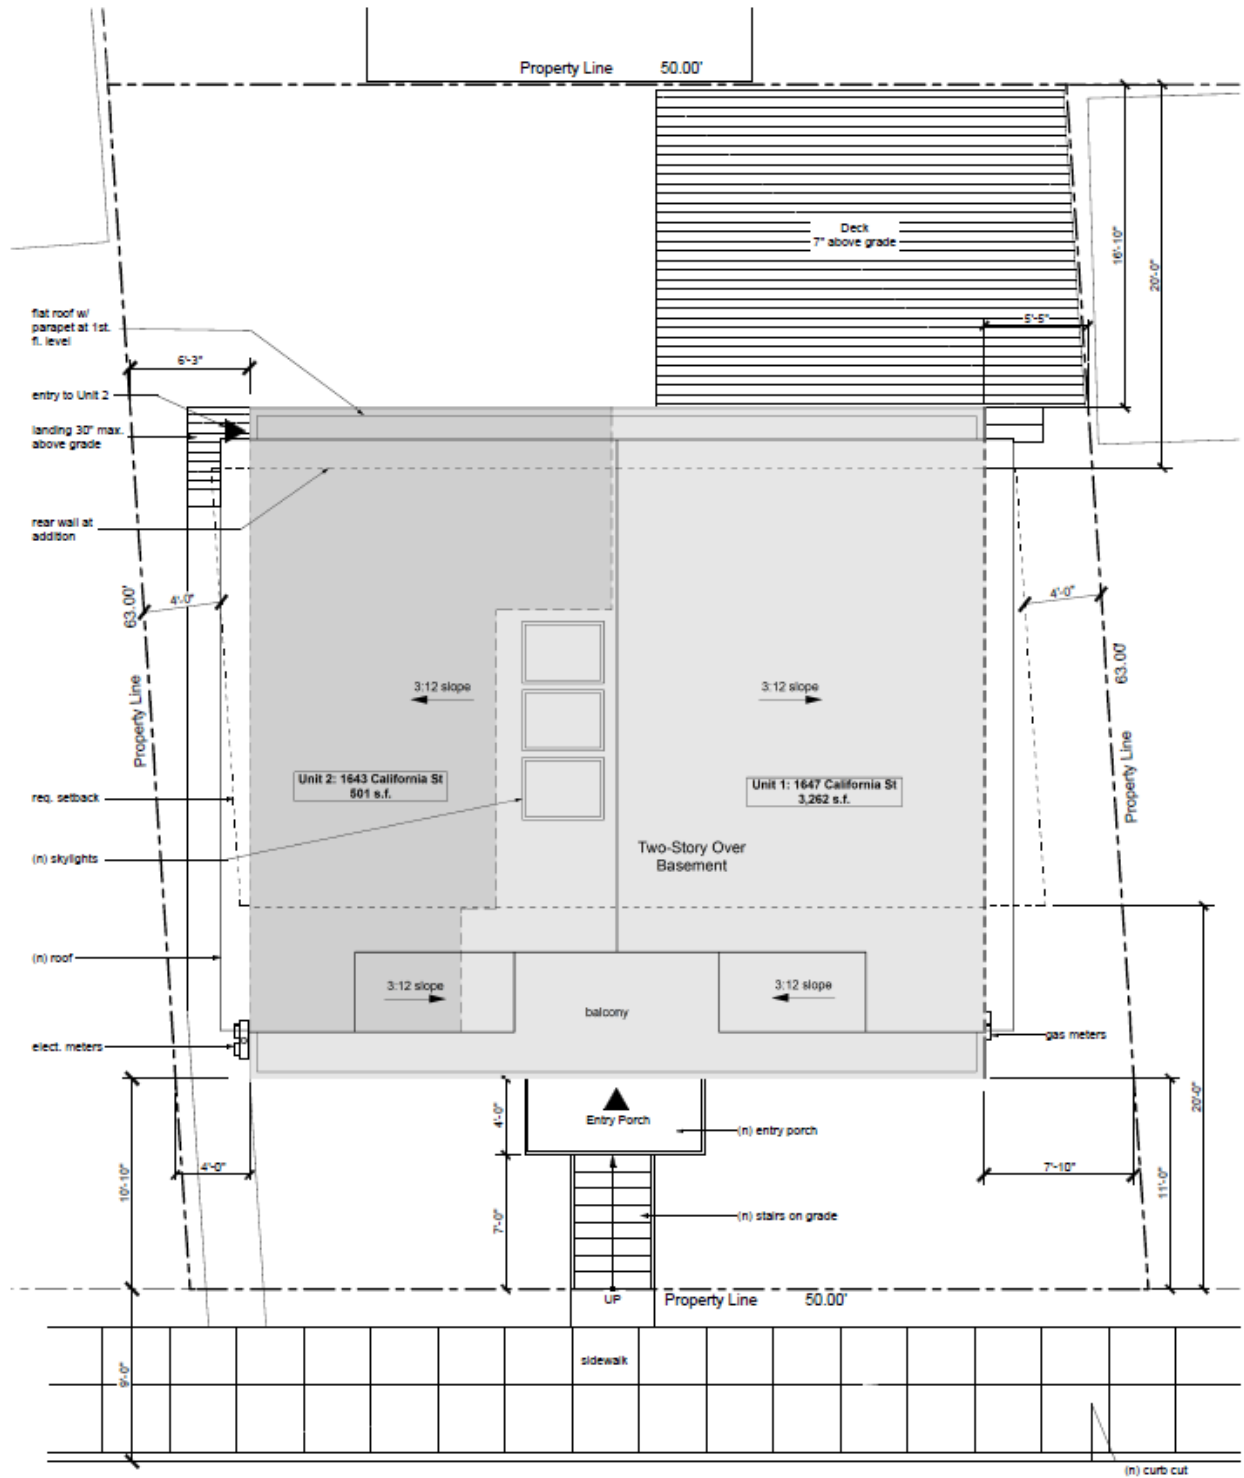 Property Line 50.00'
Deck
7" above grade
16'-10"
20'-0"
flat roof w/
parapet at 1st.
fl. level
5'-5"
6'-3"
entry to Unit 2
landing 30" max.
above grade
rear wall at
addition
63.00'
4'-0"
4'-0"
63.00'
3:12 slope
3:12 slope
Property Line
Property Line
Unit 2: 1643 California St
501 s.f.
Unit 1: 1647 California St
3,262 s.f.
req. setback
Two-Story Over
Basement
(n) skylights
(n) roof
3:12 slope
3:12 slope
balcony
elect. meters
gas meters
4'-0"
Entry Porch
(n) entry porch
20'-0"
4'-0"
7'-10"
10'-10"
11'-0"
7'-0"
(n) stairs on grade
UP
Property Line 50.00'
sidewalk
9'-0"
(n) curb cut